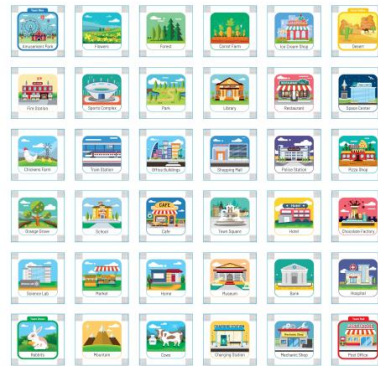 Amusement Park
Flowers
Forest
Carrot Farm
Ice Cream Shop
Desert
Fire Station
Sports Complex
Park
Library
Restaurant
Space Center
Chickens Farm
Train Station
Office Buildings
Shopping Mall
Police Station
Pizza Shop
Orange Grove
School
CAFE
Cafe
Town Square
Hotel
Chocolate Factory
Science Lab
Market
Home
Museum
Bank
Hospital
Rabbits
Mountain
Cows
Charging Station
Mechanic Shop
Post Office